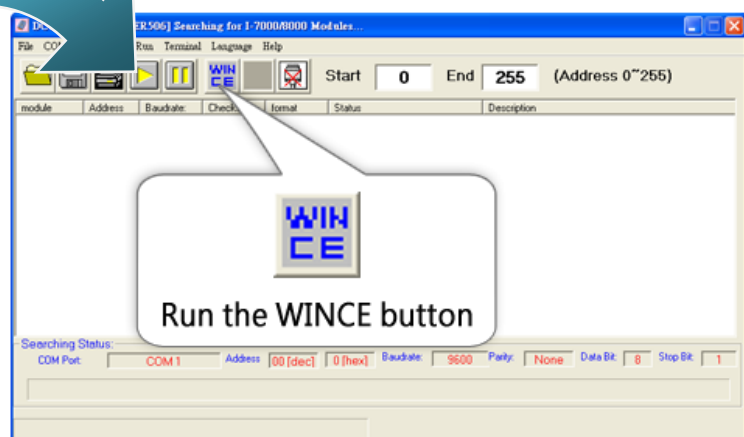 ER506] Searching for I-7000/8000 Modules...
File CO Run Terminal Language Help
WIN CE Start 0 End 255 (Address 0~255)
module Address Baudrate: format Status Description
WIN
CE
Run the WINCE button
Searching Status:
COM Port: COM 1 Address 00 [dec] 0 [hex] Baudrate: 9600 Parity: None Data Bit: 8 Stop Bit: 1